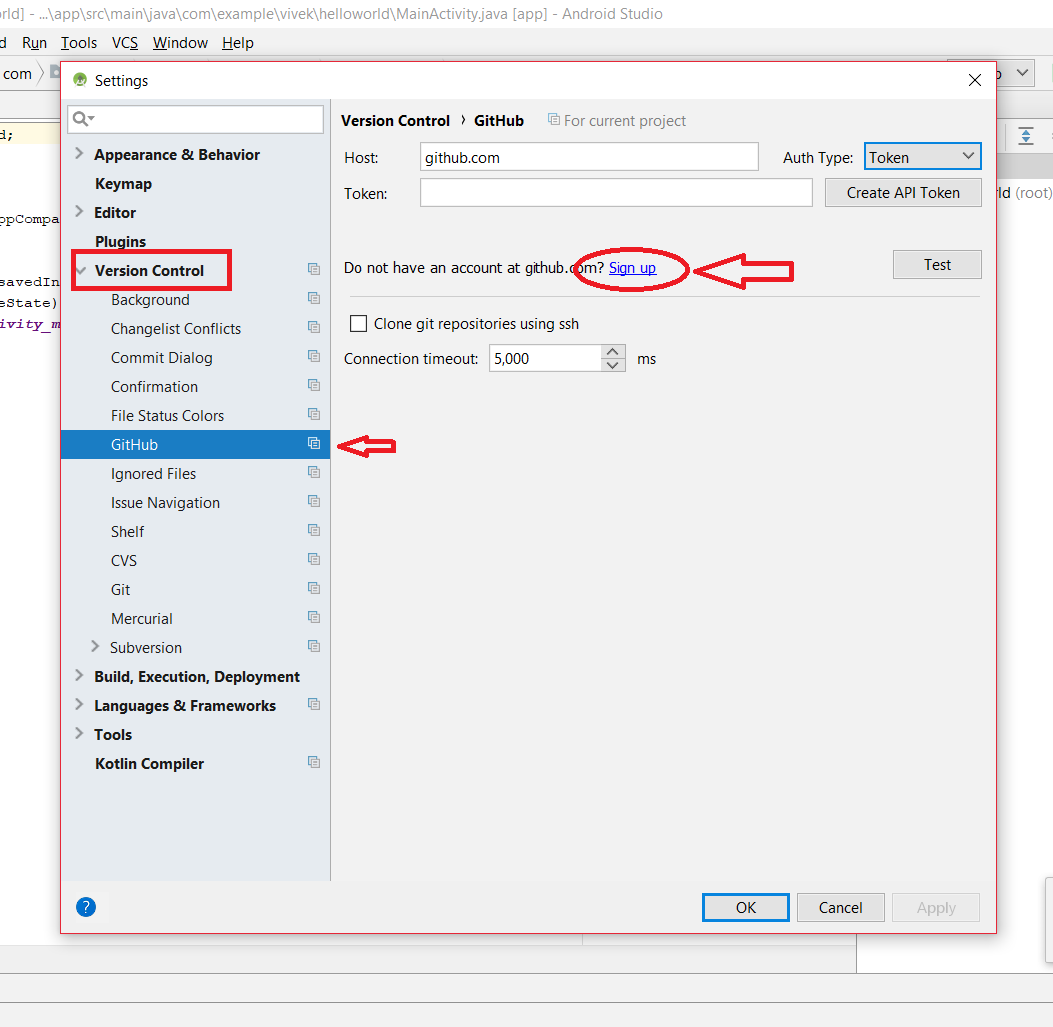 rld] - ...\app\src\main\java\com\example\vivek\helloworld\MainActivity.java [app] - Android Studio
d Run Tools VCS Window Help
com
Settings
Version Control › GitHub For current project
d;
Host: github.com Auth Type: Token
Appearance & Behavior
Keymap
Token: Create API Token
ld (root)
Editor
ppCompa
Plugins
Do not have an account at github.com? Sign up Test
Version Control
savedIn
Background
eState)
Changelist Conflicts
Clone git repositories using ssh
ivity_m
Commit Dialog
Connection timeout: 5,000 ms
Confirmation
File Status Colors
GitHub
Ignored Files
Issue Navigation
Shelf
CVS
Git
Mercurial
Subversion
Build, Execution, Deployment
Languages & Frameworks
Tools
Kotlin Compiler
? OK Cancel Apply